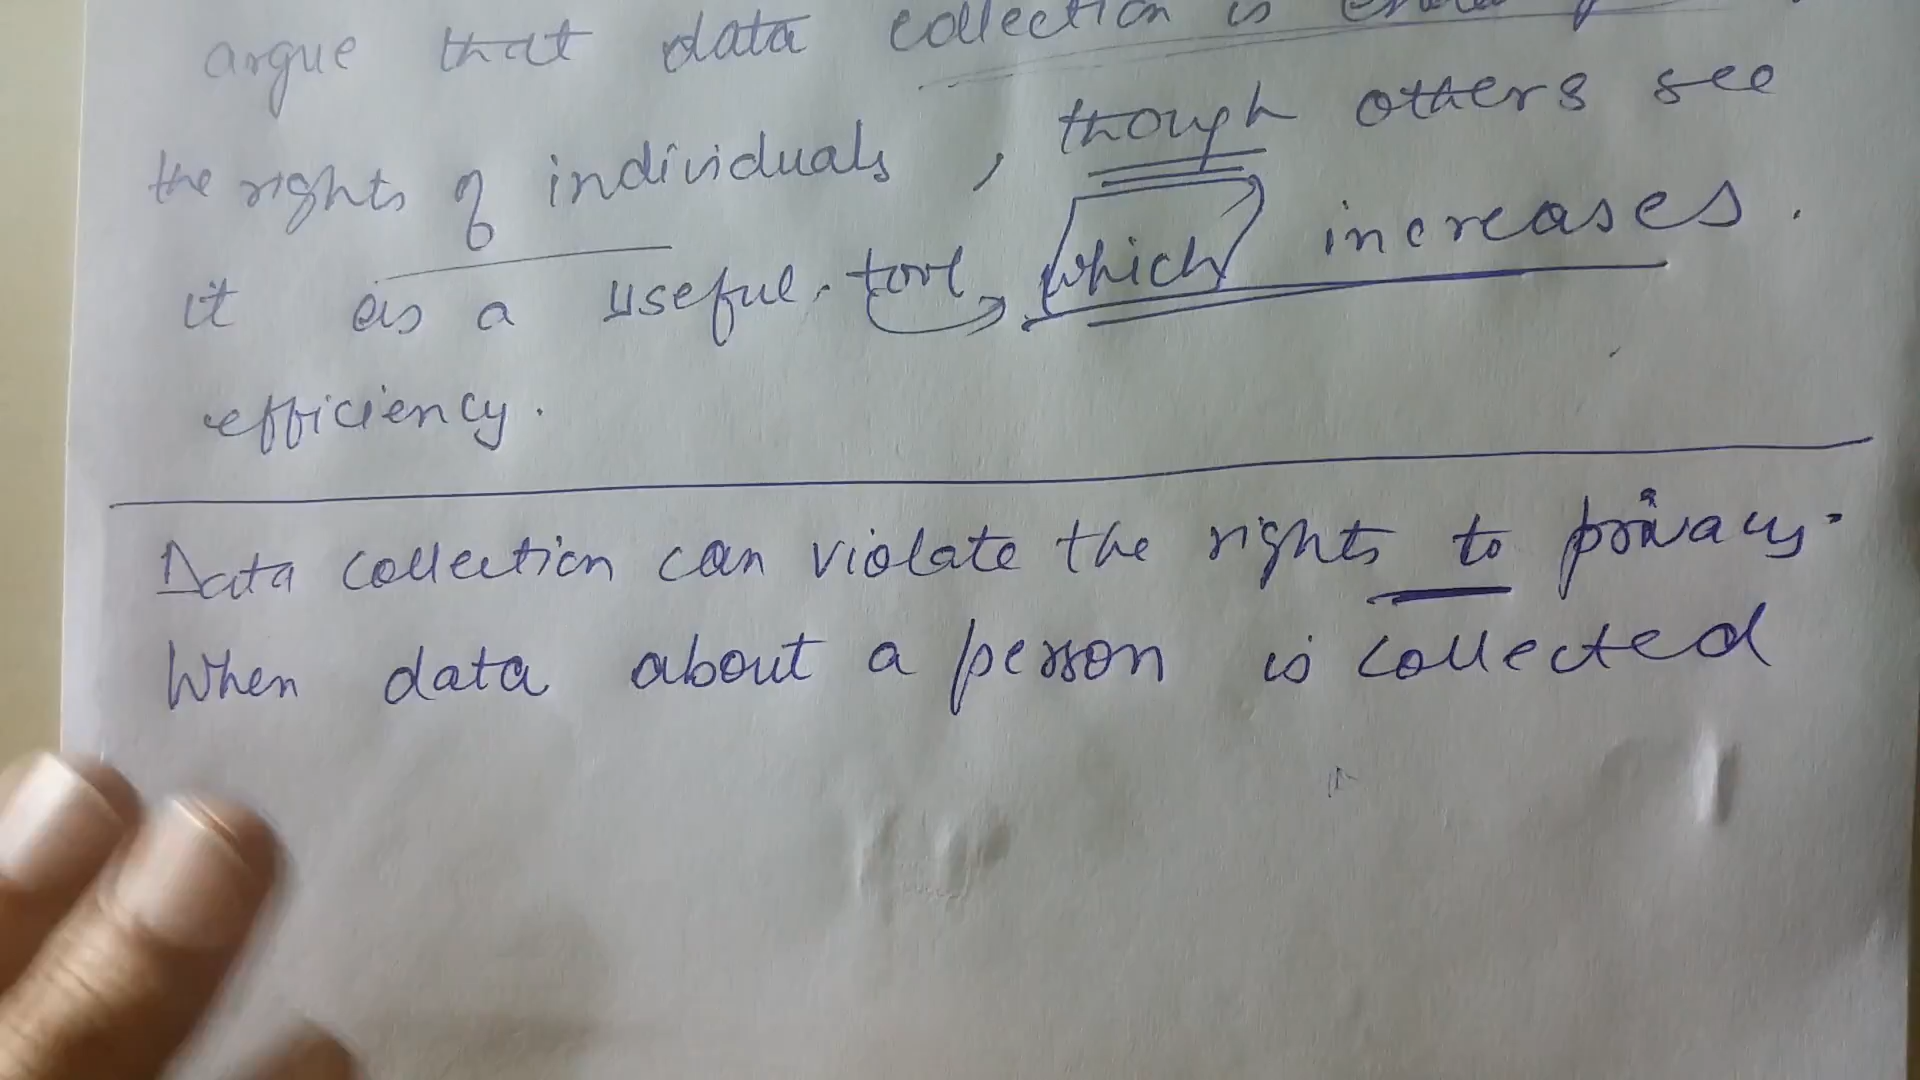 argue that data collection is
the rights of individuals, though others see
it as a useful tool, which increases.
efficiency.
Data collection can violate the rights to privacy.
When data about a person is collected